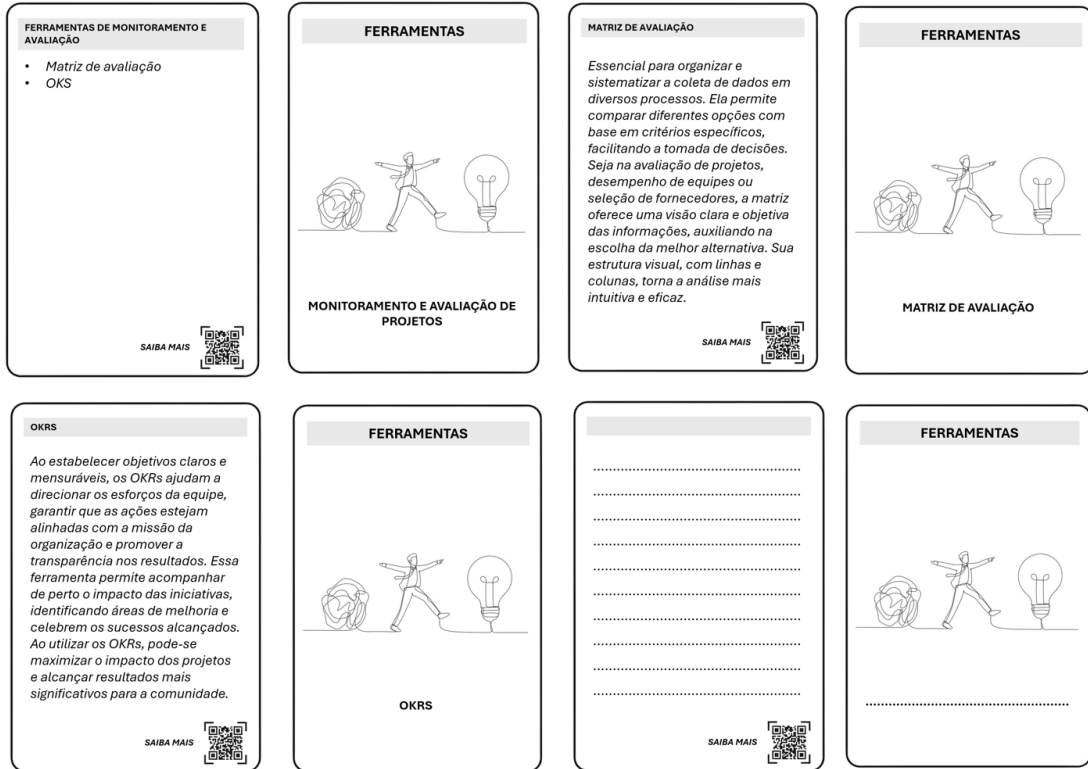 FERRAMENTAS DE MONITORAMENTO E
AVALIAÇÃO
• Matriz de avaliação
• OKS
SAIBA MAIS
FERRAMENTAS
MONITORAMENTO E AVALIAÇÃO DE
PROJETOS
MATRIZ DE AVALIAÇÃO
Essencial para organizar e
sistematizar a coleta de dados em
diversos processos. Ela permite
comparar diferentes opções com
base em critérios específicos,
facilitando a tomada de decisões.
Seja na avaliação de projetos,
desempenho de equipes ou
seleção de fornecedores, a matriz
oferece uma visão clara e objetiva
das informações, auxiliando na
escolha da melhor alternativa. Sua
estrutura visual, com linhas e
colunas, torna a análise mais
intuitiva e eficaz.
SAIBA MAIS
FERRAMENTAS
MATRIZ DE AVALIAÇÃO
OKRS
Ao estabelecer objetivos claros e
mensuráveis, os OKRs ajudam a
direcionar os esforços da equipe,
garantir que as ações estejam
alinhadas com a missão da
organização e promover a
transparência nos resultados. Essa
ferramenta permite acompanhar
de perto o impacto das iniciativas,
identificando áreas de melhoria e
celebrem os sucessos alcançados.
Ao utilizar os OKRs, pode-se
maximizar o impacto dos projetos
e alcançar resultados mais
significativos para a comunidade.
SAIBA MAIS
FERRAMENTAS
OKRS
SAIBA MAIS
FERRAMENTAS